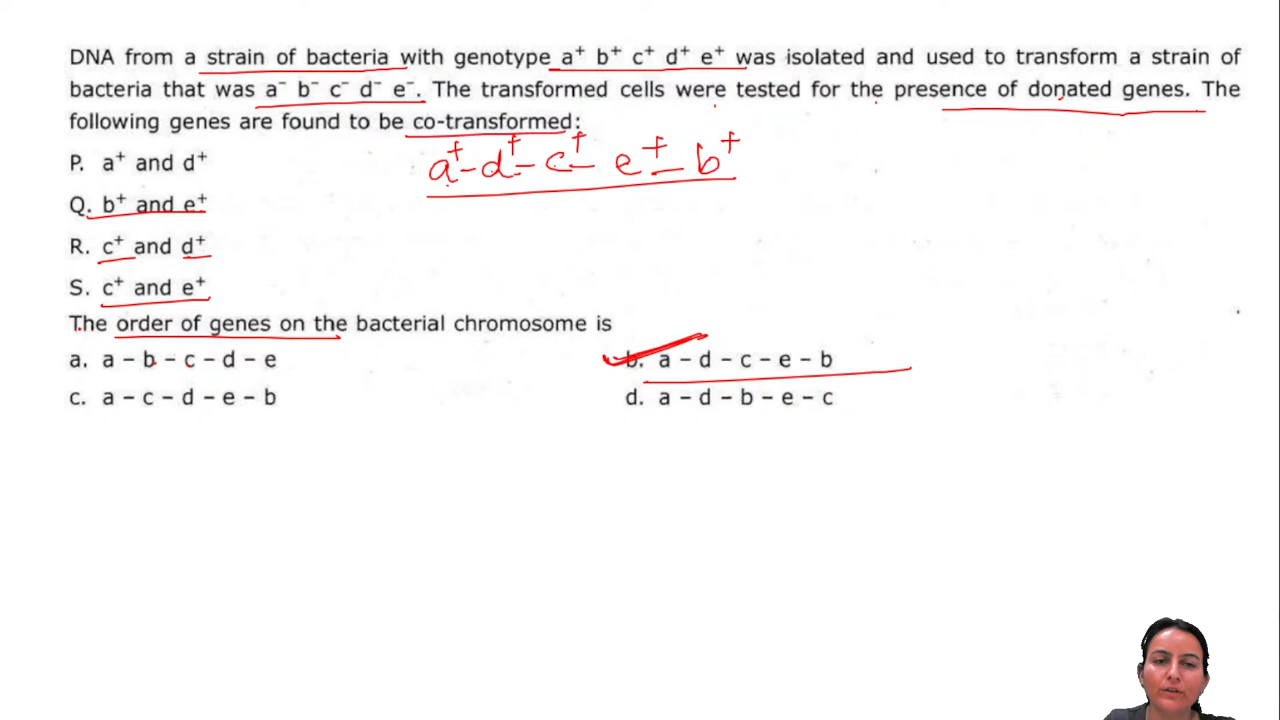 DNA from a strain of bacteria with genotype a⁺ b⁺ c⁺ d⁺ e⁺ was isolated and used to transform a strain of
bacteria that was a⁻ b⁻ c⁻ d⁻ e⁻. The transformed cells were tested for the presence of donated genes. The
following genes are found to be co-transformed:
a⁺ – d⁺ – c⁺ – e⁺ – b⁺
P. a⁺ and d⁺
Q. b⁺ and e⁺
R. c⁺ and d⁺
S. c⁺ and e⁺
The order of genes on the bacterial chromosome is
a. a – b – c – d – e
b. a – d – c – e – b
c. a – c – d – e – b
d. a – d – b – e – c